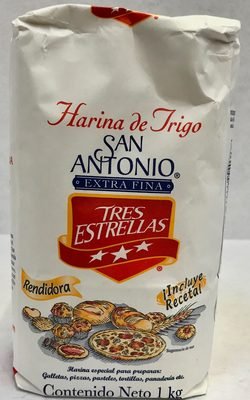 Harina de Trigo
SAN
ANTONIO®
EXTRA FINA
TRES
ESTRELLAS
®
Rendidora
¡Incluye
Receta!
Harina especial para preparar:
Galletas, pizzas, pasteles, tortillas, panadería etc.
Contenido Neto 1 kg